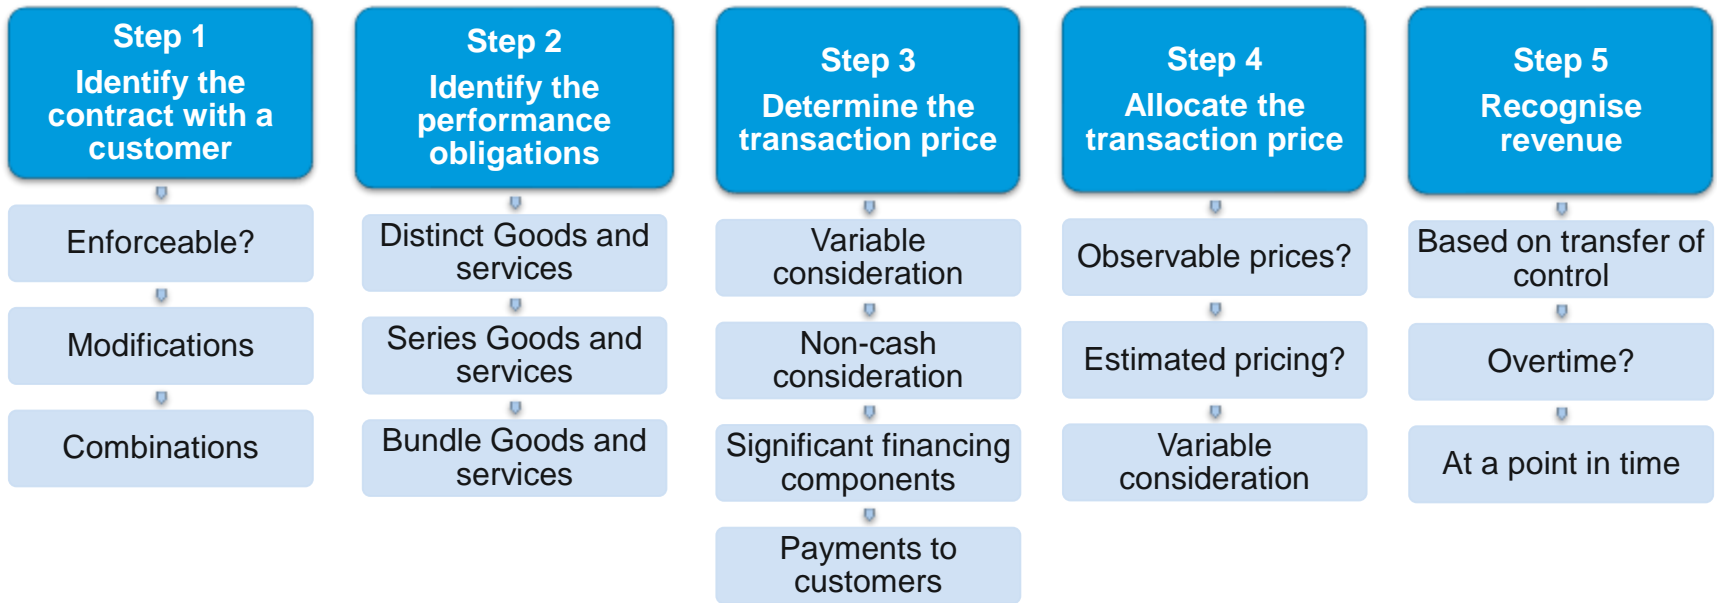 Step 1
Identify the
contract with a
customer
Enforceable?
Modifications
Combinations
Step 2
Identify the
performance
obligations
Distinct Goods and
services
Series Goods and
services
Bundle Goods and
services
Step 3
Determine the
transaction price
Variable
consideration
Non-cash
consideration
Significant financing
components
Payments to
customers
Step 4
Allocate the
transaction price
Observable prices?
Estimated pricing?
Variable
consideration
Step 5
Recognise
revenue
Based on transfer of
control
Overtime?
At a point in time